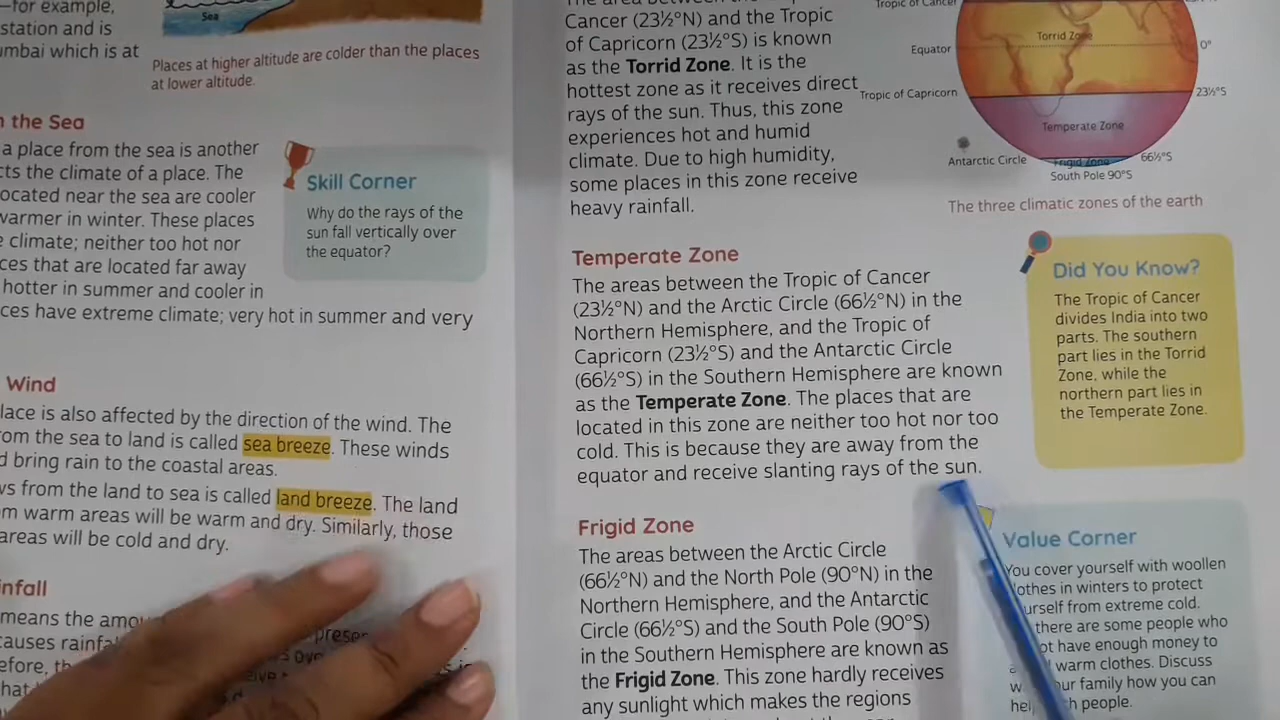 —for example,
station and is
mbai which is at
Sea
Places at higher altitude are colder than the places
at lower altitude.
the Sea
a place from the sea is another
cts the climate of a place. The
ocated near the sea are cooler
warmer in winter. These places
climate; neither too hot nor
ces that are located far away
hotter in summer and cooler in
ces have extreme climate; very hot in summer and very
Skill Corner
Why do the rays of the
sun fall vertically over
the equator?
Wind
lace is also affected by the direction of the wind. The
rom the sea to land is called sea breeze. These winds
d bring rain to the coastal areas.
ws from the land to sea is called land breeze. The land
m warm areas will be warm and dry. Similarly, those
areas will be cold and dry.
nfall
means the amou
causes rainfa
efore, th
Cancer (23½°N) and the Tropic
of Capricorn (23½°S) is known
as the Torrid Zone. It is the
hottest zone as it receives direct
rays of the sun. Thus, this zone
experiences hot and humid
climate. Due to high humidity,
some places in this zone receive
heavy rainfall.
Tropic of Cancer
Torrid Zone
Equator
0°
Tropic of Capricorn
23½°S
Temperate Zone
Antarctic Circle
Frigid Zone
66½°S
South Pole 90°S
The three climatic zones of the earth
Temperate Zone
The areas between the Tropic of Cancer
(23½°N) and the Arctic Circle (66½°N) in the
Northern Hemisphere, and the Tropic of
Capricorn (23½°S) and the Antarctic Circle
(66½°S) in the Southern Hemisphere are known
as the Temperate Zone. The places that are
located in this zone are neither too hot nor too
cold. This is because they are away from the
equator and receive slanting rays of the sun.
Did You Know?
The Tropic of Cancer
divides India into two
parts. The southern
part lies in the Torrid
Zone, while the
northern part lies in
the Temperate Zone.
Frigid Zone
The areas between the Arctic Circle
(66½°N) and the North Pole (90°N) in the
Northern Hemisphere, and the Antarctic
Circle (66½°S) and the South Pole (90°S)
in the Southern Hemisphere are known as
the Frigid Zone. This zone hardly receives
any sunlight which makes the regions
Value Corner
You cover yourself with woollen
lothes in winters to protect
urself from extreme cold.
there are some people who
ot have enough money to
warm clothes. Discuss
ur family how you can
h people.